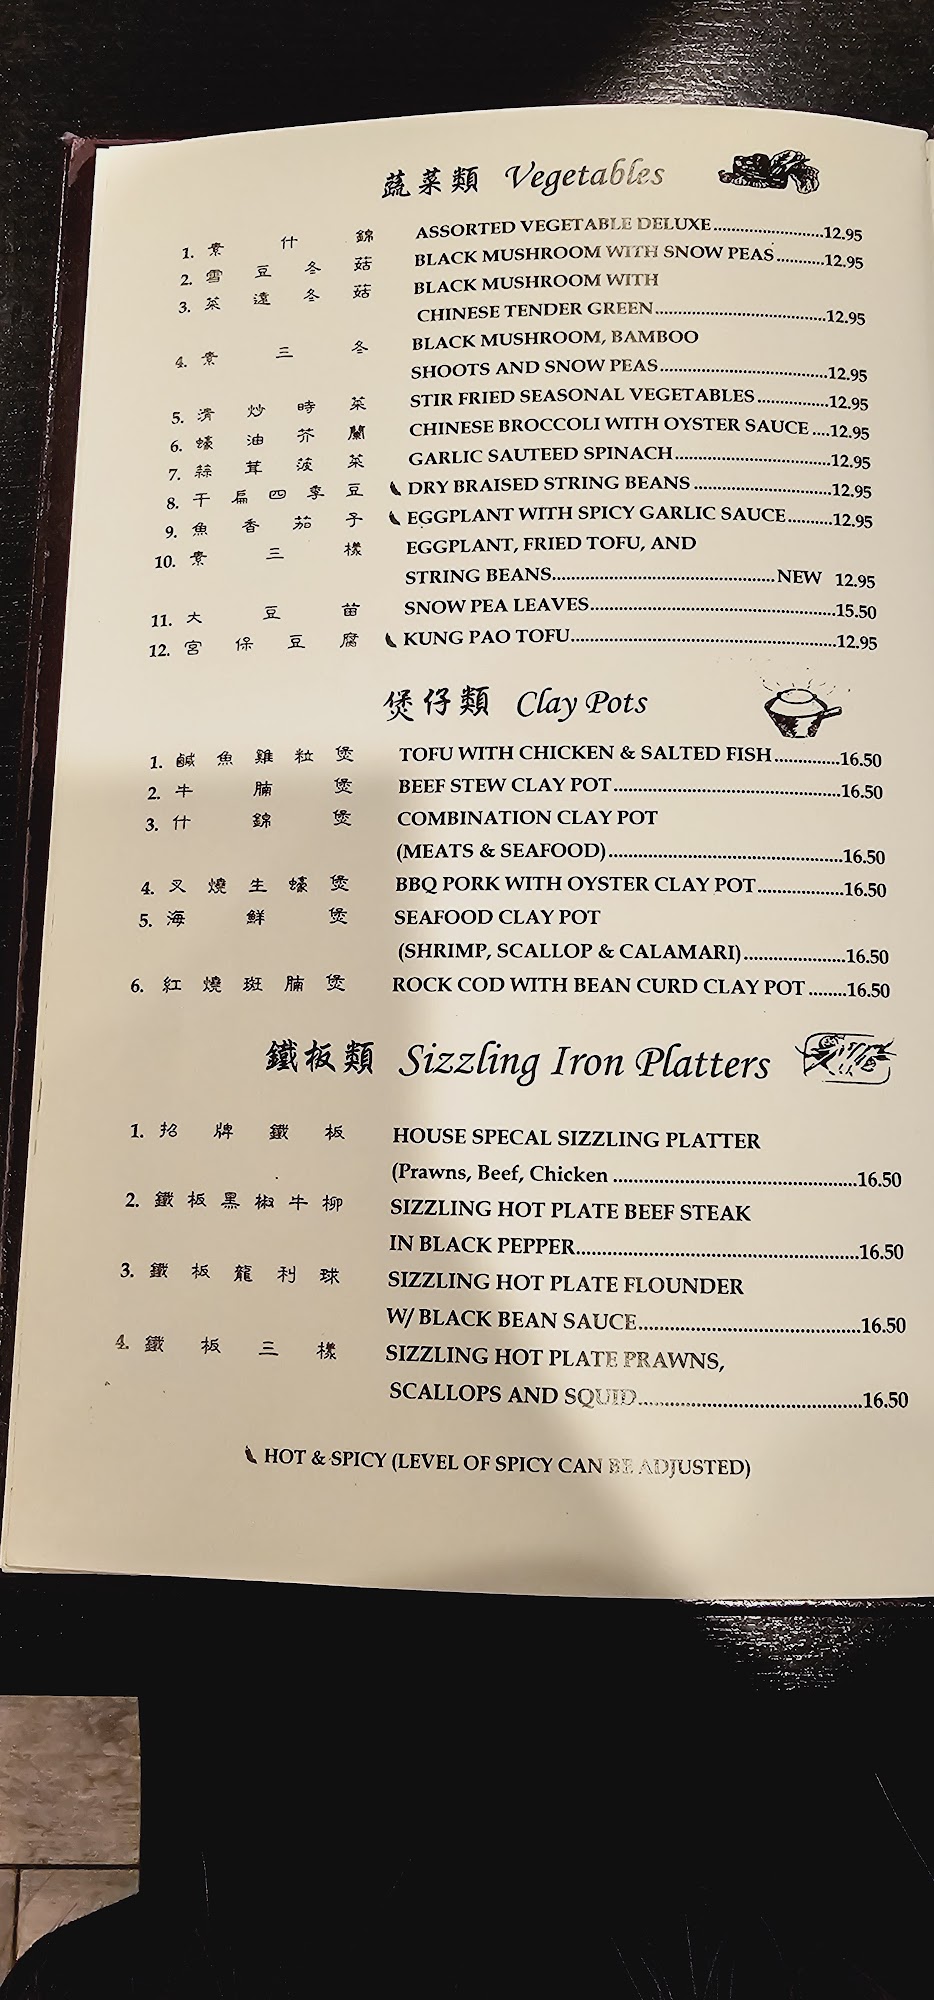 蔬菜類 Vegetables
1. 素什錦 ASSORTED VEGETABLE DELUXE....................12.95
2. 雪豆冬菇 BLACK MUSHROOM WITH SNOW PEAS...........12.95
3. 菜遠冬菇 BLACK MUSHROOM WITH
CHINESE TENDER GREEN....................12.95
4. 素三冬 BLACK MUSHROOM, BAMBOO
SHOOTS AND SNOW PEAS....................12.95
5. 清炒時菜 STIR FRIED SEASONAL VEGETABLES...............12.95
6. 蠔油芥蘭 CHINESE BROCCOLI WITH OYSTER SAUCE....12.95
7. 蒜茸菠菜 GARLIC SAUTEED SPINACH....................12.95
8. 干扁四季豆 DRY BRAISED STRING BEANS....................12.95
9. 魚香茄子 EGGPLANT WITH SPICY GARLIC SAUCE..........12.95
10. 素三樣 EGGPLANT, FRIED TOFU, AND
STRING BEANS....................NEW 12.95
11. 大豆苗 SNOW PEA LEAVES....................15.50
12. 宮保豆腐 KUNG PAO TOFU....................12.95
煲仔類 Clay Pots
1. 鹹魚雞粒煲 TOFU WITH CHICKEN & SALTED FISH.............16.50
2. 牛腩煲 BEEF STEW CLAY POT....................16.50
3. 什錦煲 COMBINATION CLAY POT
(MEATS & SEAFOOD)....................16.50
4. 叉燒生蠔煲 BBQ PORK WITH OYSTER CLAY POT................16.50
5. 海鮮煲 SEAFOOD CLAY POT
(SHRIMP, SCALLOP & CALAMARI)....................16.50
6. 紅燒斑腩煲 ROCK COD WITH BEAN CURD CLAY POT........16.50
鐵板類 Sizzling Iron Platters
1. 招牌鐵板 HOUSE SPECAL SIZZLING PLATTER
(Prawns, Beef, Chicken ....................16.50
2. 鐵板黑椒牛柳 SIZZLING HOT PLATE BEEF STEAK
IN BLACK PEPPER....................16.50
3. 鐵板龍利球 SIZZLING HOT PLATE FLOUNDER
W/ BLACK BEAN SAUCE....................16.50
4. 鐵板三樣 SIZZLING HOT PLATE PRAWNS,
SCALLOPS AND SQUID....................16.50
HOT & SPICY (LEVEL OF SPICY CAN BE ADJUSTED)